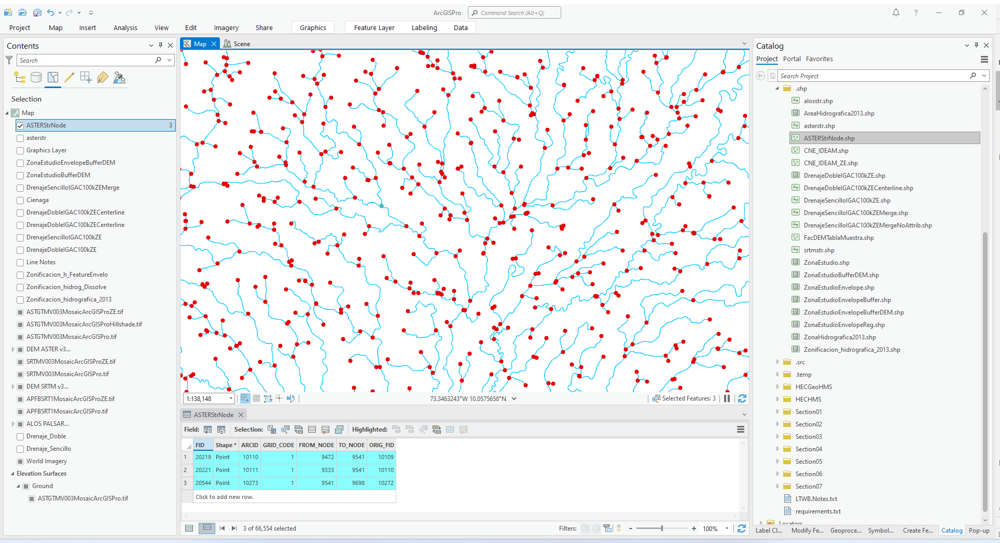 ArcGISPro
Command Search (Alt+Q)
?
Project Map Insert Analysis View Edit Imagery Share Graphics Feature Layer Labeling Data
Contents
Search
Selection
Map
ASTERStrNode 3
asterstr
Graphics Layer
ZonaEstudioEnvelopeBufferDEM
ZonaEstudioBufferDEM
DrenajeSencilloIGAC100kZEMerge
Cienaga
DrenajeDobleIGAC100kZECenterline
DrenajeDobleIGAC100kZECenterline
DrenajeSencilloIGAC100kZE
DrenajeDobleIGAC100kZE
Line Notes
Zonificacion_h_FeatureEnvelo
Zonificacion_hidrog_Dissolve
Zonificacion_hidrografica_2013
ASTGTMV003MosaicArcGISProZE.tif
ASTGTMV003MosaicArcGISProHillshade.tif
ASTGTMV003MosaicArcGISPro.tif
DEM ASTER v3...
SRTMV003MosaicArcGISProZE.tif
SRTMV003MosaicArcGISPro.tif
DEM SRTM v3...
APFBSRT1MosaicArcGISProZE.tif
APFBSRT1MosaicArcGISPro.tif
ALOS PALSAR...
Drenaje_Doble
Drenaje_Sencillo
World Imagery
Elevation Surfaces
Ground
ASTGTMV003MosaicArcGISPro.tif
Map
Scene
1:138,148
73.3463243°W 10.0575658°N
Selected Features: 3
ASTERStrNode
Field:
Selection:
Highlighted:
FID Shape * ARCID GRID_CODE FROM_NODE TO_NODE ORIG_FID
1 20219 Point 10110 1 9472 9541 10109
2 20221 Point 10111 1 9333 9541 10110
3 20544 Point 10273 1 9541 9698 10272
Click to add new row.
3 of 66,554 selected
Filters:
100%
Catalog
Project Portal Favorites
Search Project
.shp
alosstr.shp
AreaHidrografica2013.shp
asterstr.shp
ASTERStrNode.shp
CNE_IDEAM.shp
CNE_IDEAM_ZE.shp
DrenajeDobleIGAC100kZE.shp
DrenajeDobleIGAC100kZECenterline.shp
DrenajeSencilloIGAC100kZE.shp
DrenajeSencilloIGAC100kZEMerge.shp
DrenajeSencilloIGAC100kZEMergeNoAttrib.shp
FacDEMTablaMuestra.shp
srtmstr.shp
ZonaEstudio.shp
ZonaEstudioBufferDEM.shp
ZonaEstudioEnvelope.shp
ZonaEstudioEnvelopeBuffer.shp
ZonaEstudioEnvelopeBufferDEM.shp
ZonaEstudioEnvelopeReg.shp
ZonaHidrografica2013.shp
Zonificacion_hidrografica_2013.shp
.src
.temp
HECGeoHMS
HECHMS
Section01
Section02
Section03
Section04
Section05
Section06
Section07
LTWB.Notes.txt
requirements.txt
Locators
Label Cl... Modify Fe... Geoproce... Symbol... Create Fe... Catalog Pop-up